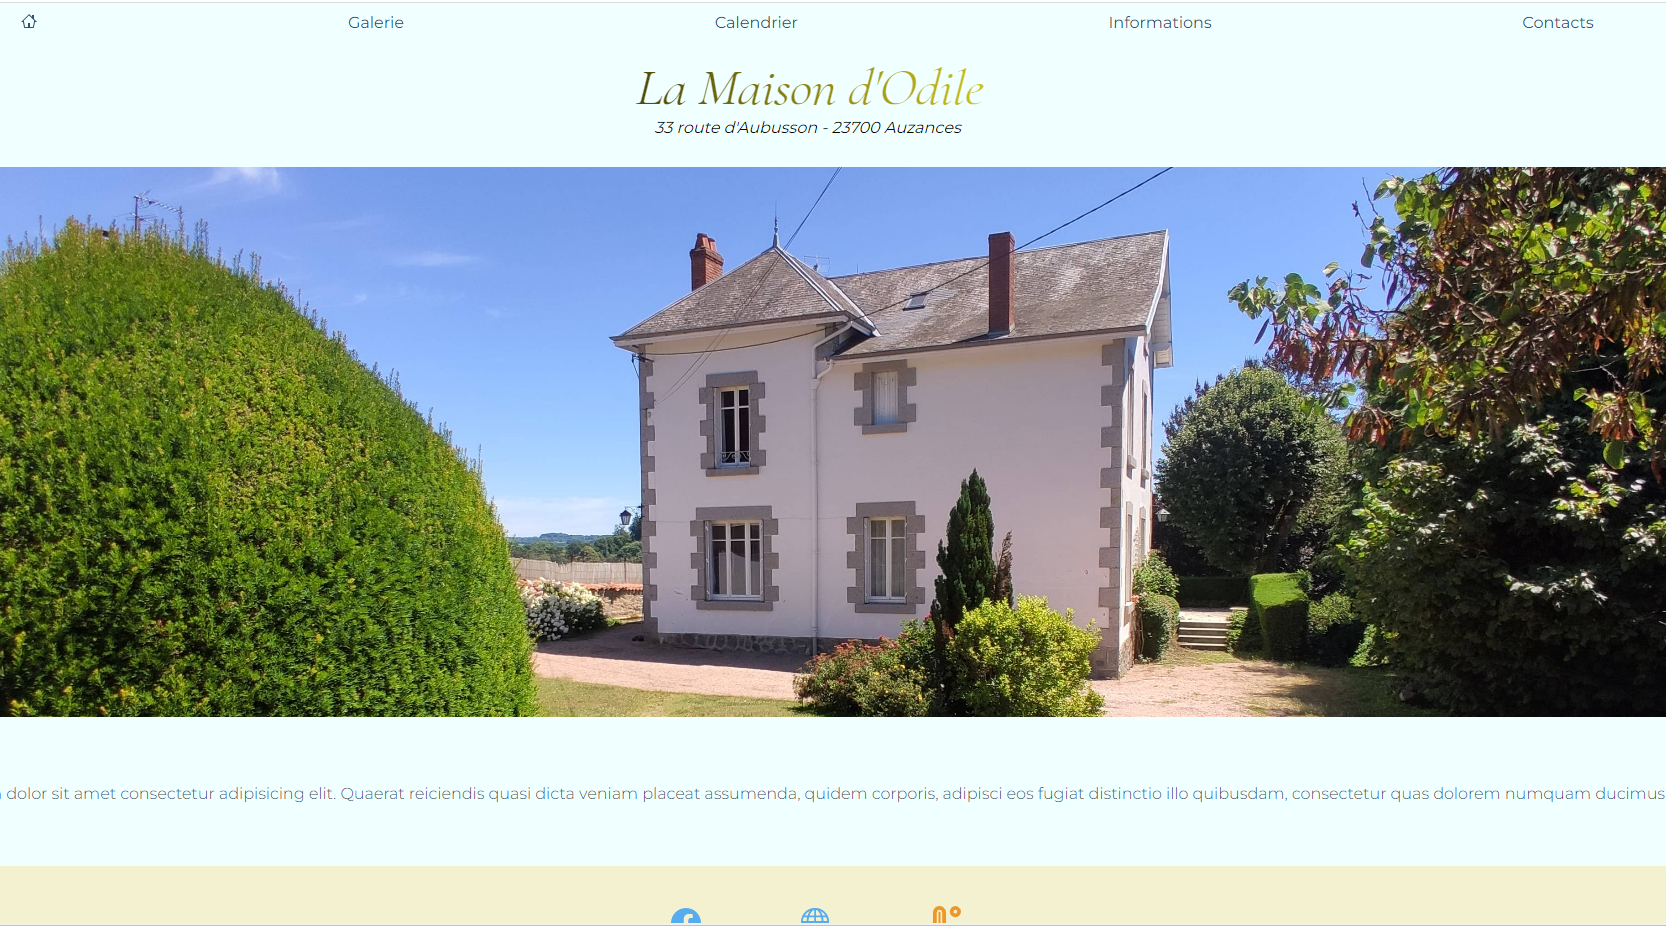 Galerie Calendrier Informations Contacts
La Maison d'Odile
33 route d'Aubusson - 23700 Auzances
dolor sit amet consectetur adipisicing elit. Quaerat reiciendis quasi dicta veniam placeat assumenda, quidem corporis, adipisci eos fugiat distinctio illo quibusdam, consectetur quas dolorem numquam ducimus